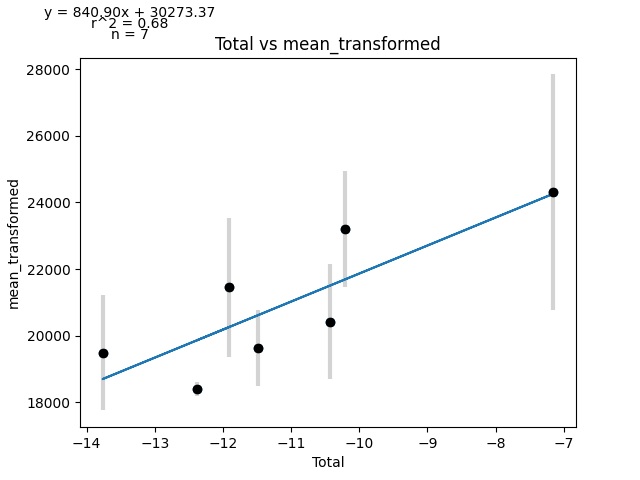 y = 840.90x + 30273.37
r^2 = 0.68
n = 7
Total vs mean_transformed
28000
26000
24000
22000
20000
18000
mean_transformed
−14
−13
−12
−11
−10
−9
−8
−7
Total